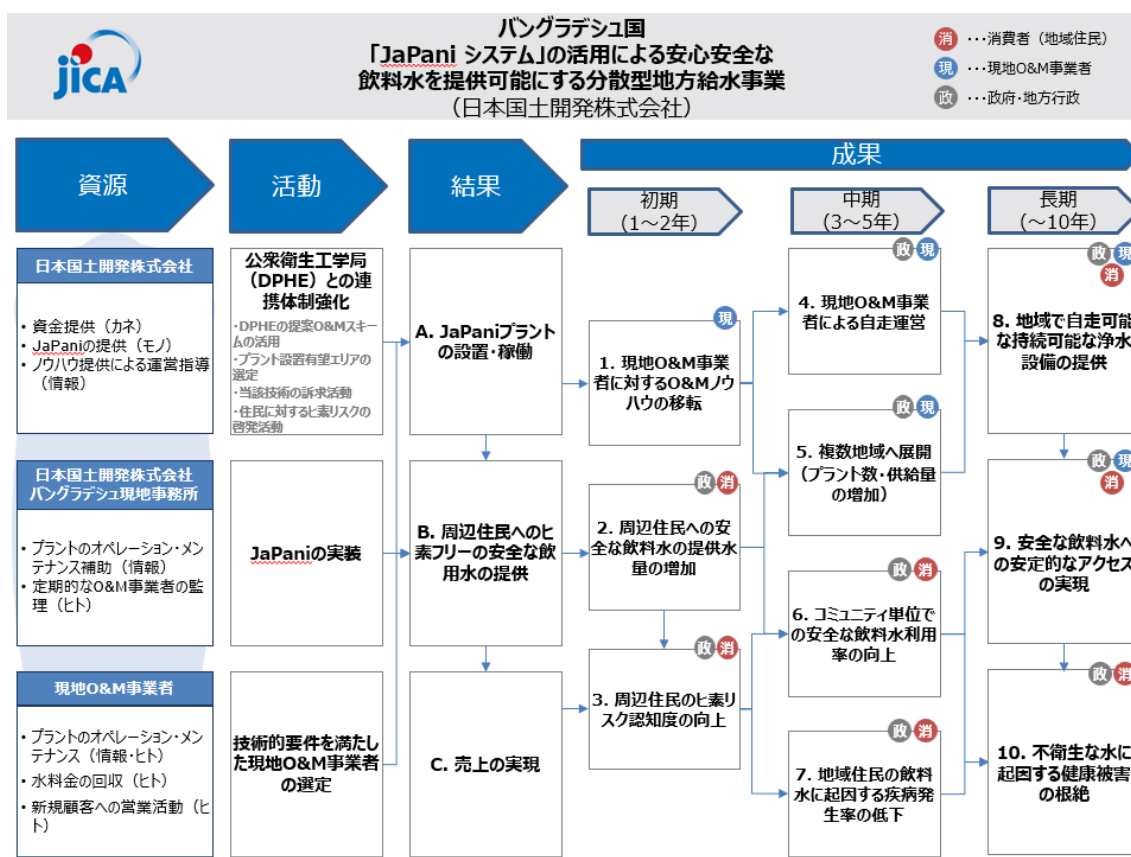 JICA
バングラデシュ国
「JaPani システム」の活用による安心安全な
飲料水を提供可能にする分散型地方給水事業
（日本国土開発株式会社）
消 …消費者（地域住民）
現 …現地O&M事業者
政 …政府・地方行政
資源
活動
結果
成果
初期
（1～2年）
中期
（3～5年）
長期
（～10年）
日本国土開発株式会社
・資金提供（カネ）
・JaPaniの提供（モノ）
・ノウハウ提供による運営指導
（情報）
日本国土開発株式会社
バングラデシュ現地事務所
・プラントのオペレーション・メン
テナンス補助（情報）
・定期的なO&M事業者の監
理（ヒト）
現地O&M事業者
・プラントのオペレーション・メン
テナンス（情報・ヒト）
・水料金の回収（ヒト）
・新規顧客への営業活動（ヒ
ト）
公衆衛生工学局
（DPHE）との連
携体制強化
・DPHEの提案O&Mスキー
ムの活用
・プラント設置有望エリアの
選定
・当該技術の訴求活動
・住民に対するヒ素リスクの
啓発活動
JaPaniの実装
技術的要件を満たし
た現地O&M事業者
の選定
A. JaPaniプラント
の設置・稼働
B. 周辺住民へのヒ
素フリーの安全な飲
用水の提供
C. 売上の実現
現
1. 現地O&M事業
者に対するO&Mノウ
ハウの移転
政 消
2. 周辺住民への安
全な飲料水の提供水
量の増加
政 消
3. 周辺住民のヒ素リ
スク認知度の向上
政 現
4. 現地O&M事業
者による自走運営
政 現
5. 複数地域へ展開
（プラント数・供給量
の増加）
政 消
6. コミュニティ単位で
の安全な飲料水利用
率の向上
政 消
7. 地域住民の飲料
水に起因する疾病発
生率の低下
政 現
消
8. 地域で自走可能
な持続可能な浄水
設備の提供
政 現
消
9. 安全な飲料水へ
の安定的なアクセス
の実現
政 消
10. 不衛生な水に
起因する健康被害
の根絶